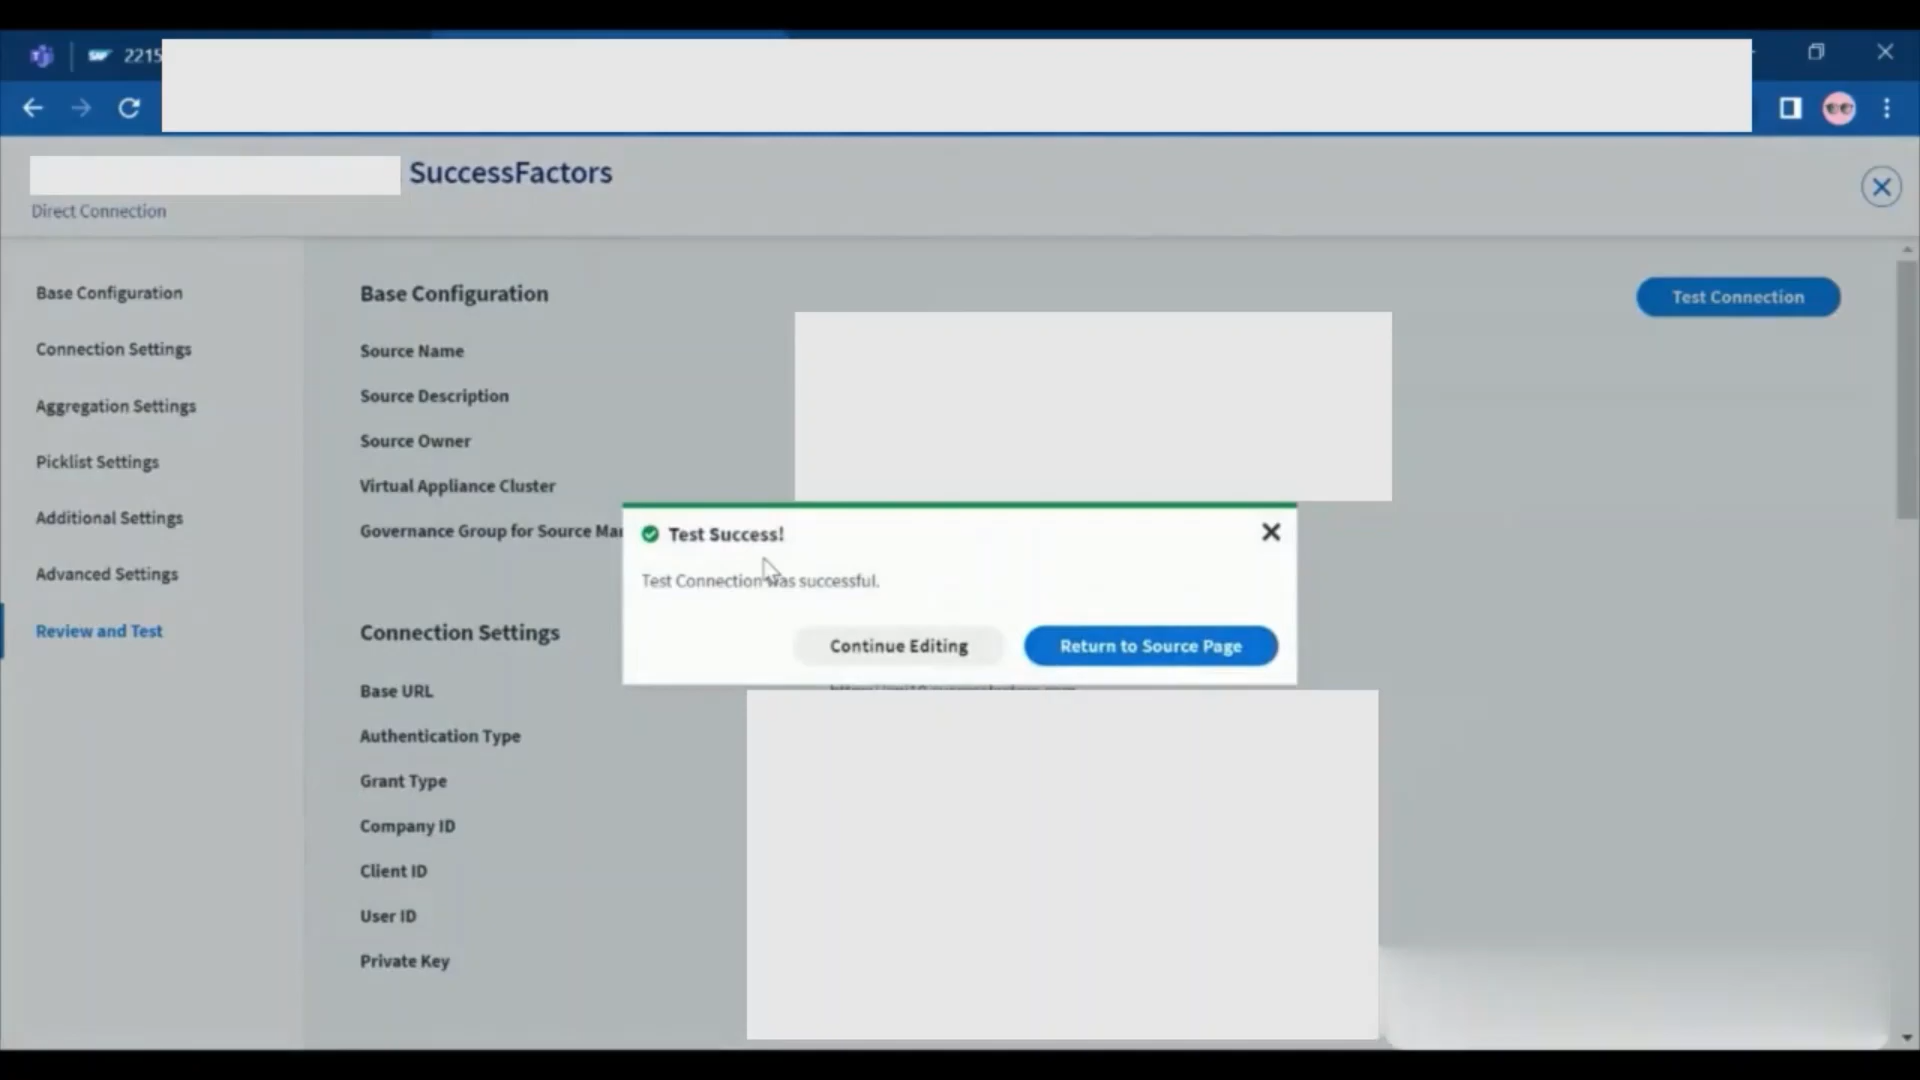 SAP 2215
SuccessFactors
Direct Connection
Base Configuration
Connection Settings
Aggregation Settings
Picklist Settings
Additional Settings
Advanced Settings
Review and Test
Base Configuration
Test Connection
Source Name
Source Description
Source Owner
Virtual Appliance Cluster
Governance Group for Source
Test Success!
Test Connection was successful.
Continue Editing
Return to Source Page
Connection Settings
Base URL
Authentication Type
Grant Type
Company ID
Client ID
User ID
Private Key